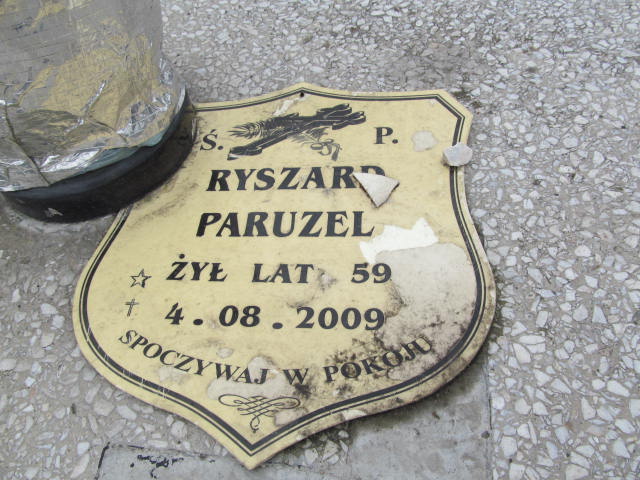 Ś. P.
RYSZARD
PARUZEL
ŻYŁ LAT 59
4.08.2009
SPOCZYWAJ W POKOJU